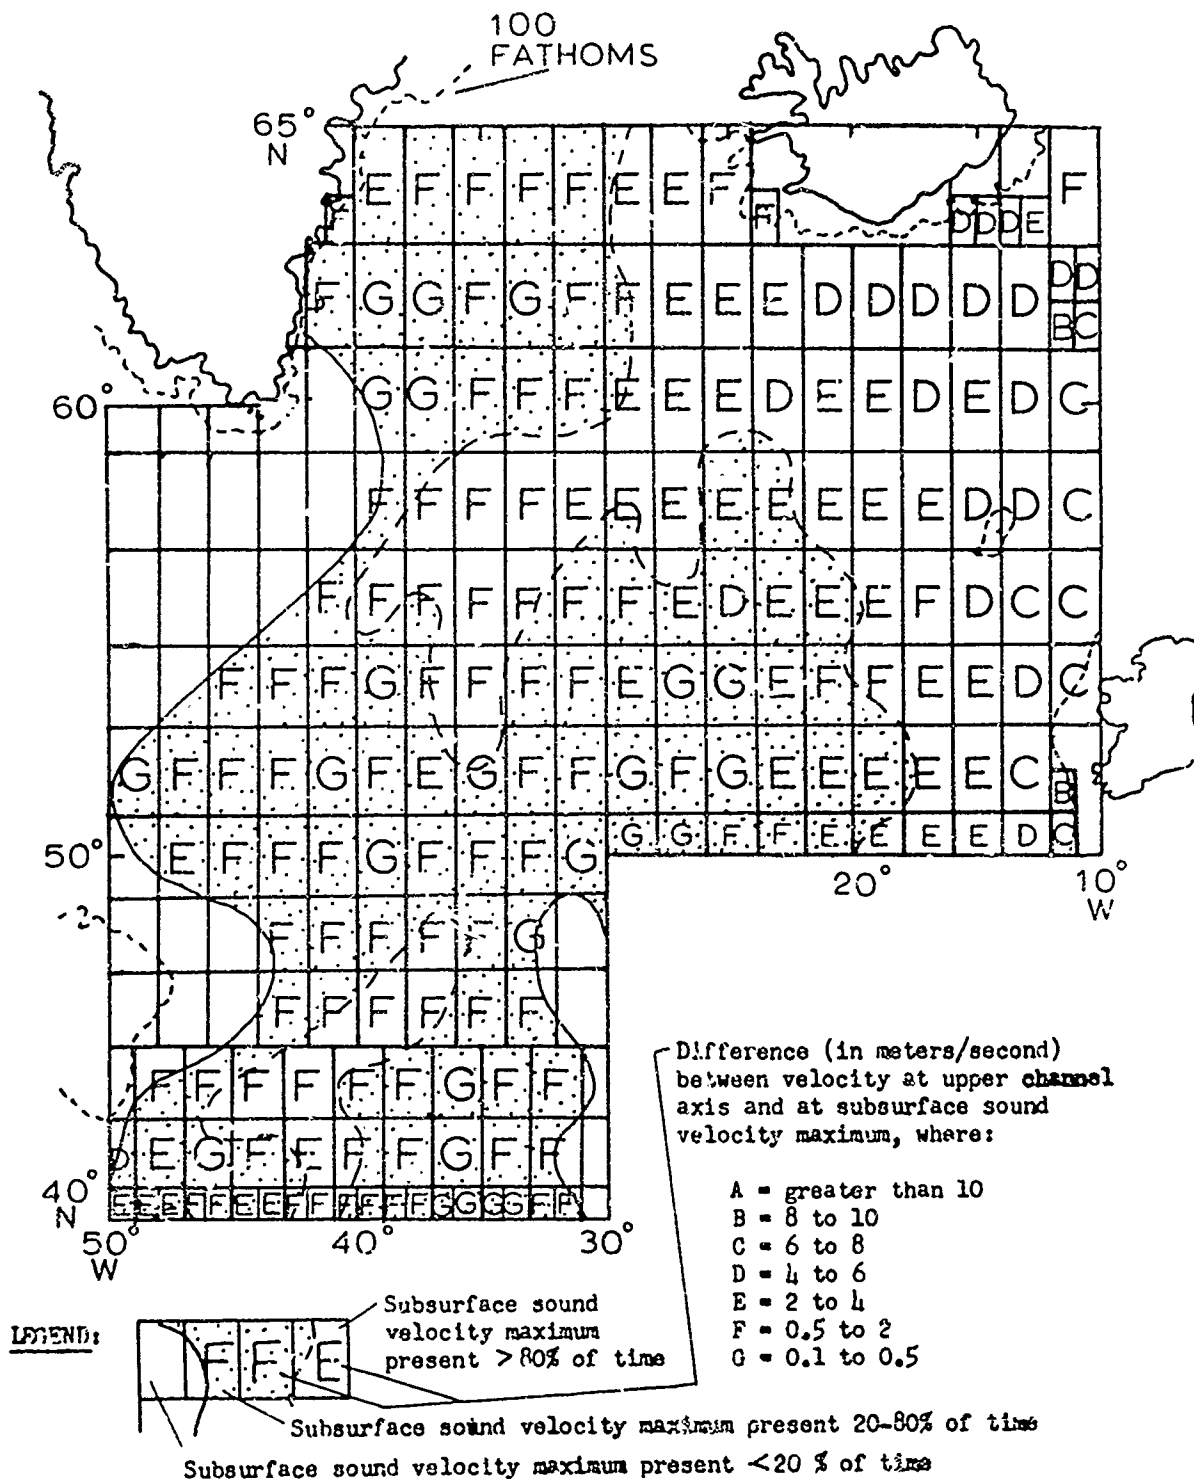 100
FATHOMS
65°
N
E F F F F E E F F
F D D D E
F G G F G F F E E E D D D D D D D
B C
60°
G G F F F E E E D E E D E D C
F F F F E E E E E E E E D D C
F F F F F F F E D E E E F D C C
F F F G F F F F E G G E F F E E D C
G F F F G F E G F F G F G E E E E E C
B
50°
E F F F G F F F G
G G F F E E E E D C
20°
10°
W
F F F F F F G
F F F F F F
F F F F F F G F F
D E G F F F F G F F
40°
N
E E E F F E E F F F F F F G G G G F F
50°
W
40°
30°
Difference (in meters/second)
between velocity at upper channel
axis and at subsurface sound
velocity maximum, where:
A = greater than 10
B = 8 to 10
C = 6 to 8
D = 4 to 6
E = 2 to 4
F = 0.5 to 2
G = 0.1 to 0.5
LEGEND:
F F E
Subsurface sound
velocity maximum
present >80% of time
Subsurface sound velocity maximum present 20-80% of time
Subsurface sound velocity maximum present <20 % of time